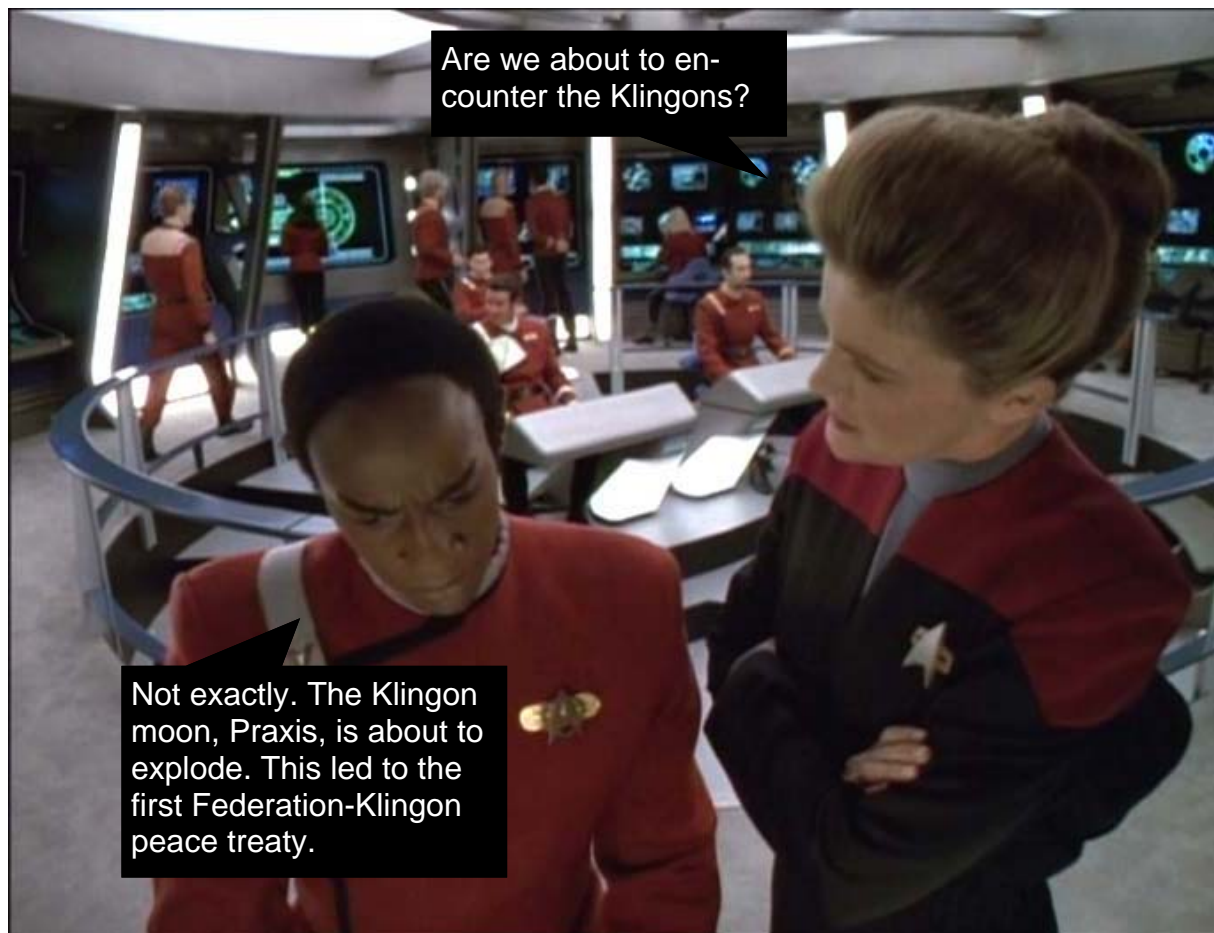 Are we about to en-
counter the Klingons?
Not exactly. The Klingon
moon, Praxis, is about to
explode. This led to the
first Federation-Klingon
peace treaty.